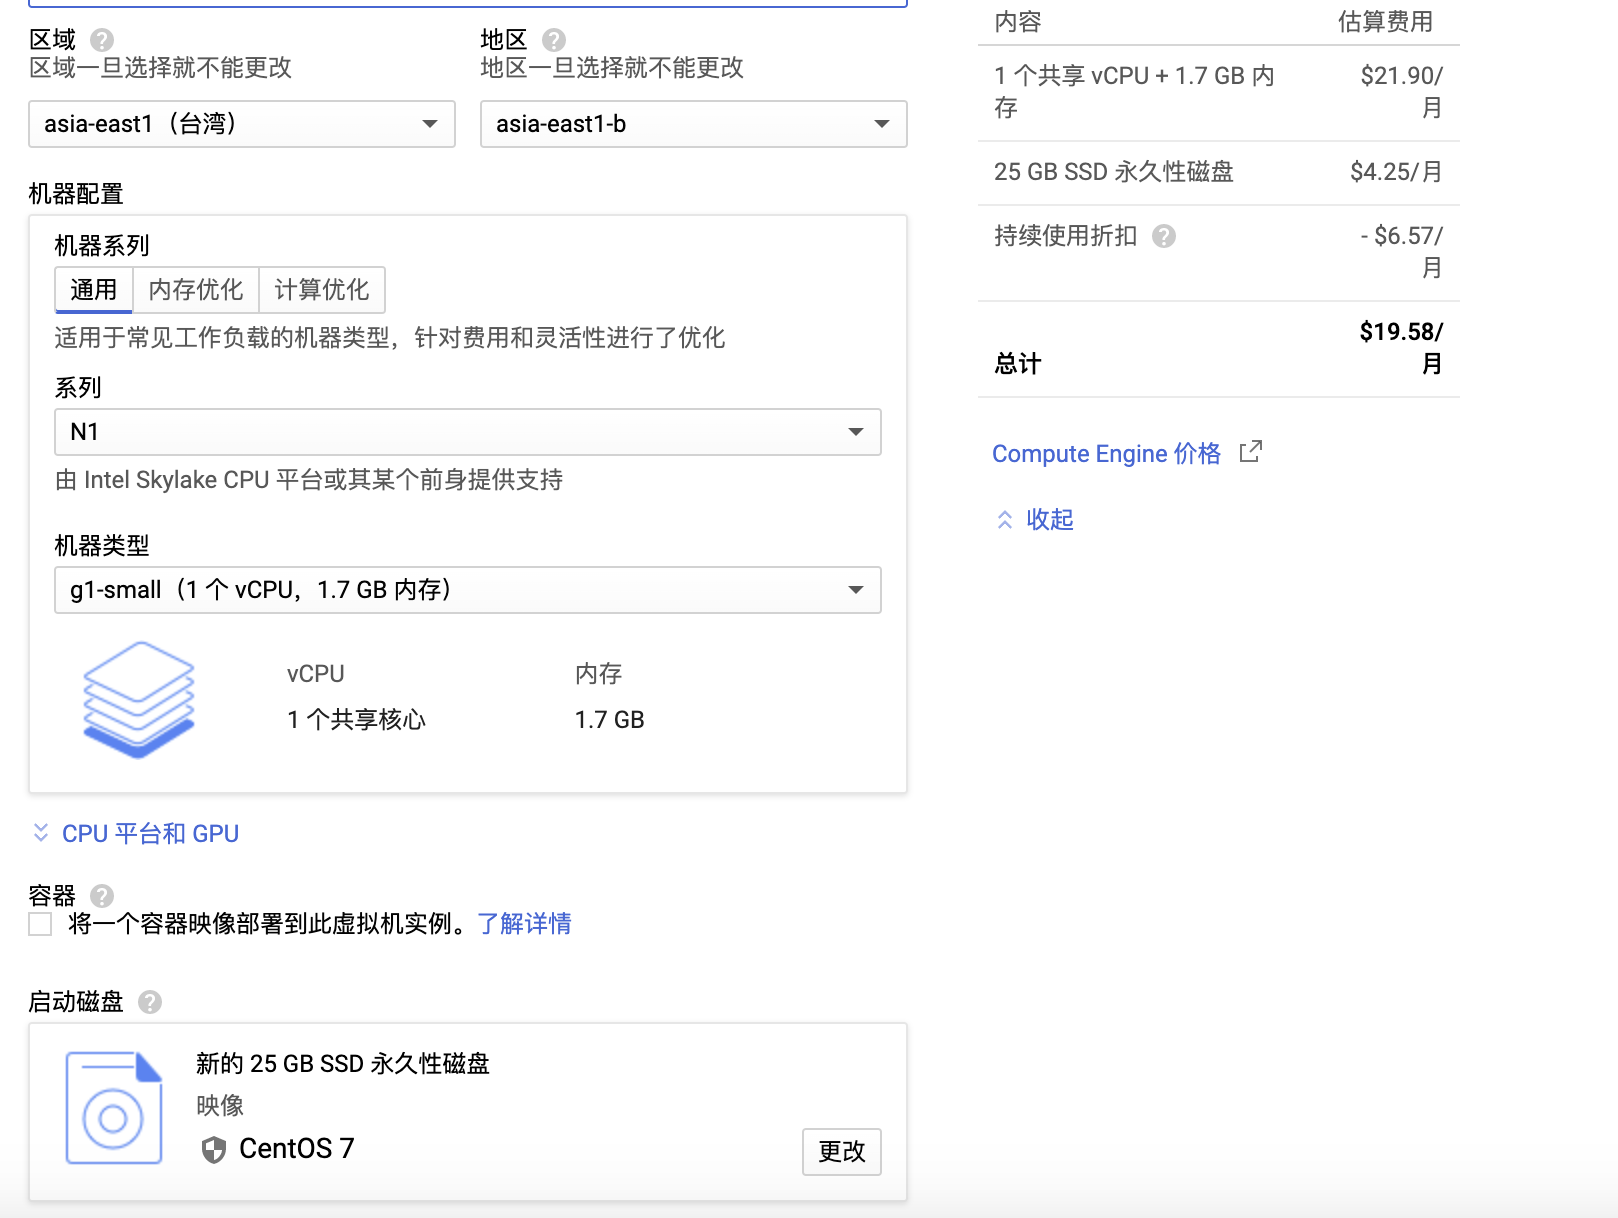 区域
区域一旦选择就不能更改
asia-east1（台湾）
地区
地区一旦选择就不能更改
asia-east1-b
机器配置
机器系列
通用 内存优化 计算优化
适用于常见工作负载的机器类型，针对费用和灵活性进行了优化
系列
N1
由 Intel Skylake CPU 平台或其某个前身提供支持
机器类型
g1-small（1 个 vCPU，1.7 GB 内存）
vCPU 内存
1 个共享核心 1.7 GB
CPU 平台和 GPU
容器
将一个容器映像部署到此虚拟机实例。了解详情
启动磁盘
新的 25 GB SSD 永久性磁盘
映像
CentOS 7
更改
内容 估算费用
1 个共享 vCPU + 1.7 GB 内 $21.90/
存 月
25 GB SSD 永久性磁盘 $4.25/月
持续使用折扣 - $6.57/
月
$19.58/
总计 月
Compute Engine 价格
收起